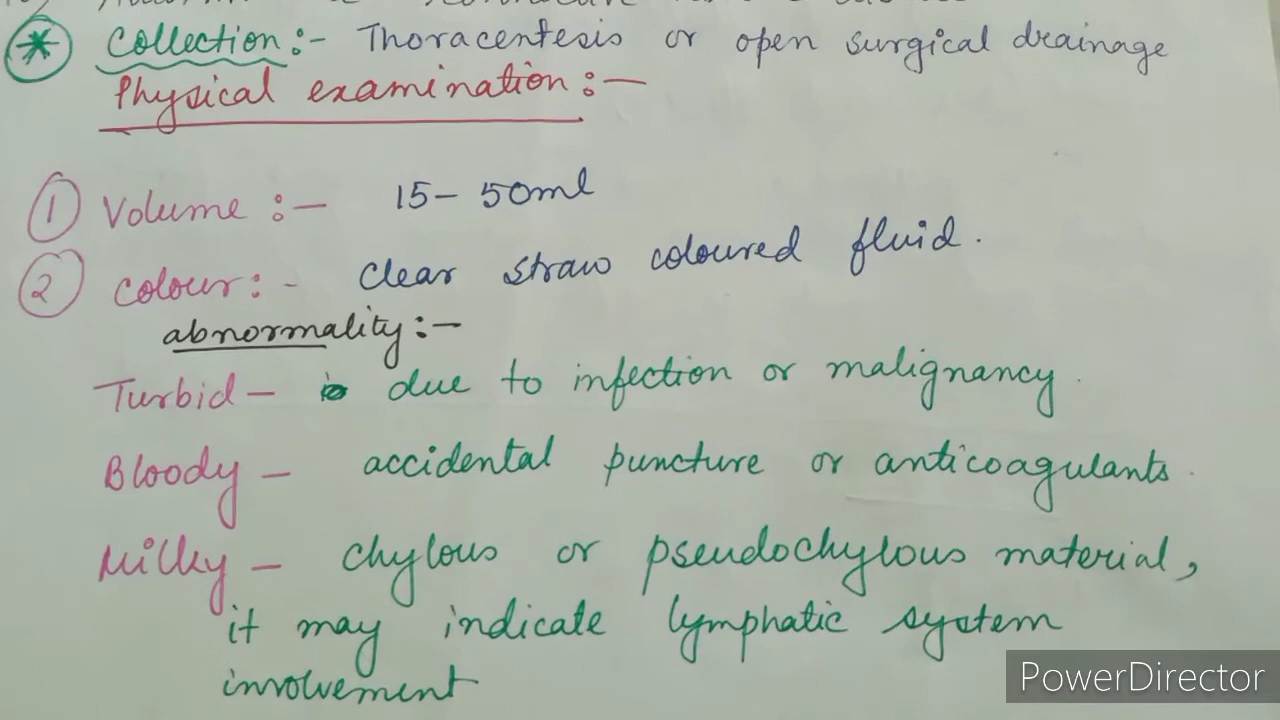 Collection:- Thoracentesis or open surgical drainage
Physical examination:-
① Volume:- 15-50ml
② Colour:- Clear straw coloured fluid.
abnormality:-
Turbid- due to infection or malignancy.
Bloody- accidental puncture or anticoagulants.
Milky- chylous or pseudochylous material,
it may indicate lymphatic system
involvement
PowerDirector